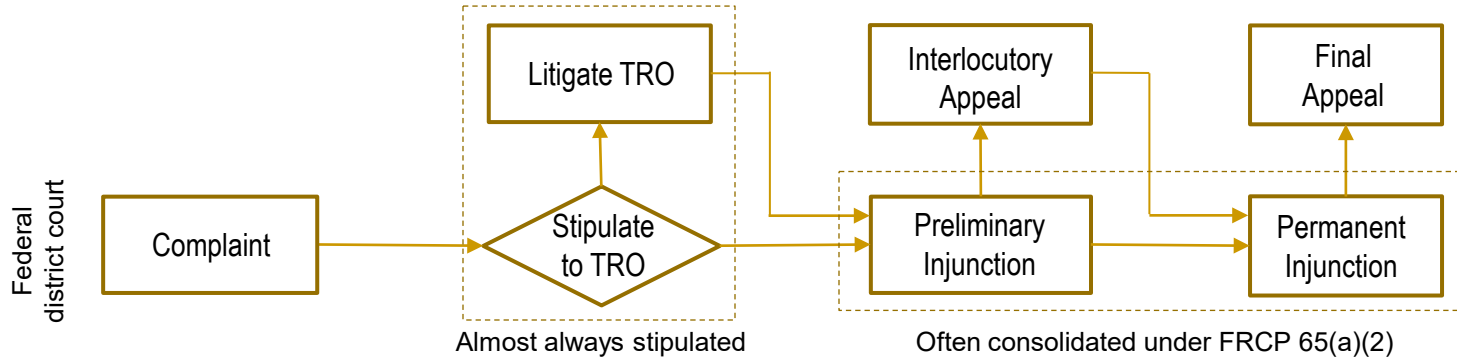 Federal
district court
Complaint
Litigate TRO
Stipulate
to TRO
Almost always stipulated
Interlocutory
Appeal
Final
Appeal
Preliminary
Injunction
Permanent
Injunction
Often consolidated under FRCP 65(a)(2)